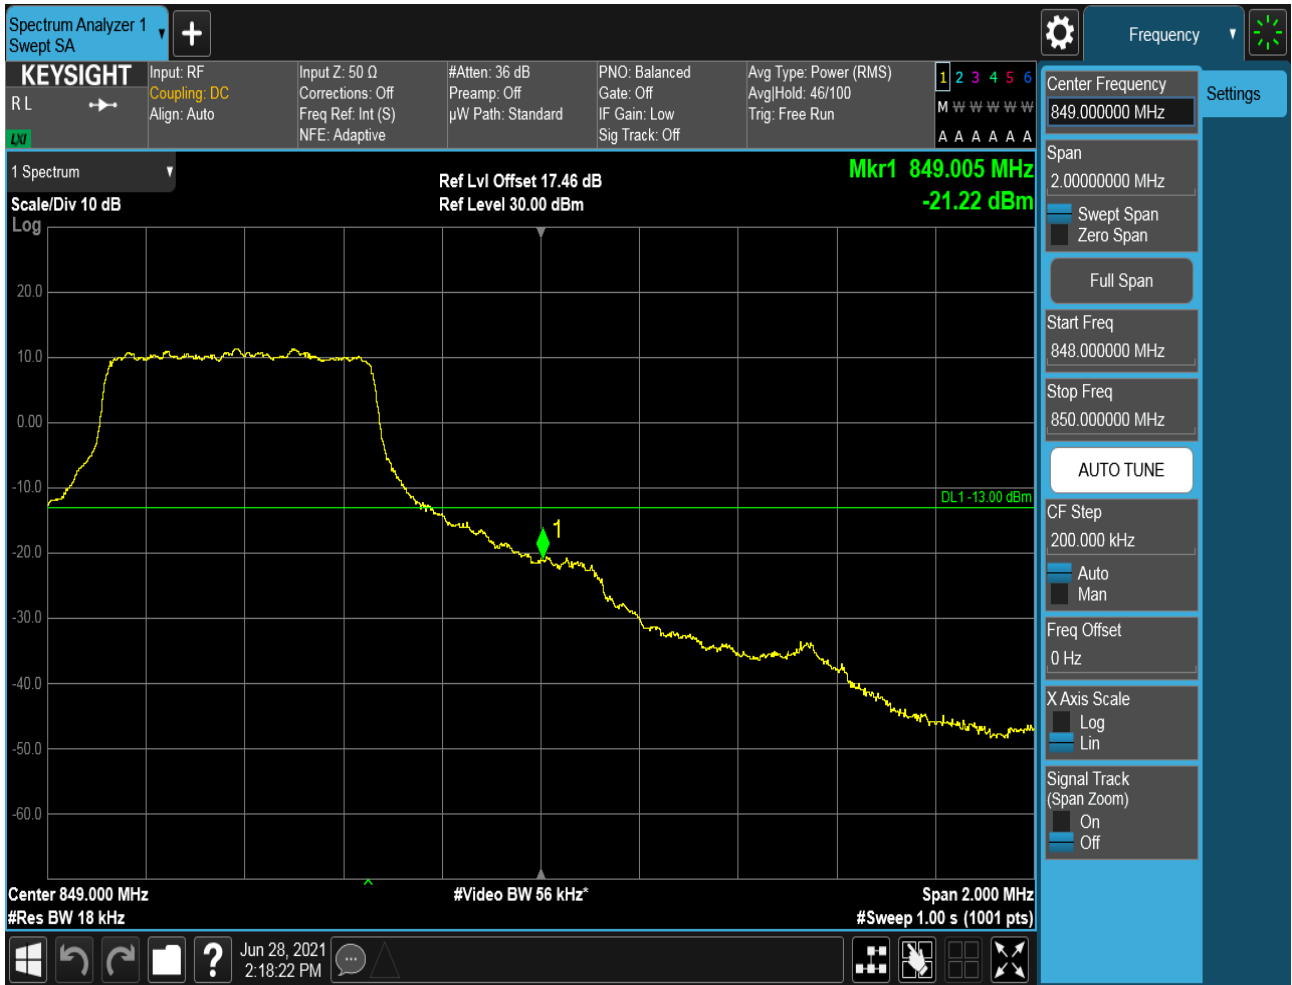 Spectrum Analyzer 1
Swept SA
Frequency
KEYSIGHT
R L
LXI
Input: RF
Coupling: DC
Align: Auto
Input Z: 50 Ω
Corrections: Off
Freq Ref: Int (S)
NFE: Adaptive
#Atten: 36 dB
Preamp: Off
µW Path: Standard
PNO: Balanced
Gate: Off
IF Gain: Low
Sig Track: Off
Avg Type: Power (RMS)
Avg|Hold: 46/100
Trig: Free Run
1 2 3 4 5 6
M W W W W W
A A A A A A
1 Spectrum
Scale/Div 10 dB
Log
Ref Lvl Offset 17.46 dB
Ref Level 30.00 dBm
Mkr1 849.005 MHz
-21.22 dBm
20.0
10.0
0.00
-10.0
-20.0
-30.0
-40.0
-50.0
-60.0
DL1 -13.00 dBm
1
Center 849.000 MHz
#Res BW 18 kHz
#Video BW 56 kHz*
Span 2.000 MHz
#Sweep 1.00 s (1001 pts)
Jun 28, 2021
2:18:22 PM
?
Center Frequency
849.000000 MHz
Settings
Span
2.00000000 MHz
Swept Span
Zero Span
Full Span
Start Freq
848.000000 MHz
Stop Freq
850.000000 MHz
AUTO TUNE
CF Step
200.000 kHz
Auto
Man
Freq Offset
0 Hz
X Axis Scale
Log
Lin
Signal Track
(Span Zoom)
On
Off